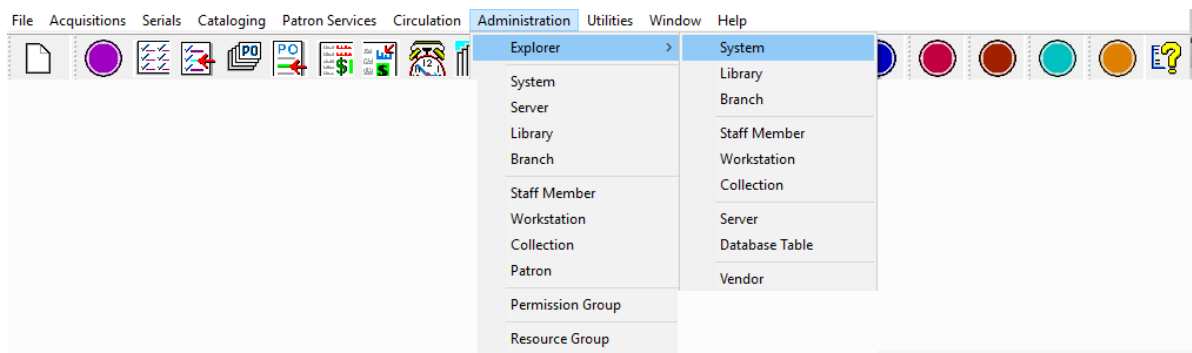 File Acquisitions Serials Cataloging Patron Services Circulation Administration Utilities Window Help
PO
PO
12
Explorer >
System
Server
Library
Branch
Staff Member
Workstation
Collection
Patron
Permission Group
Resource Group
System
Library
Branch
Staff Member
Workstation
Collection
Server
Database Table
Vendor